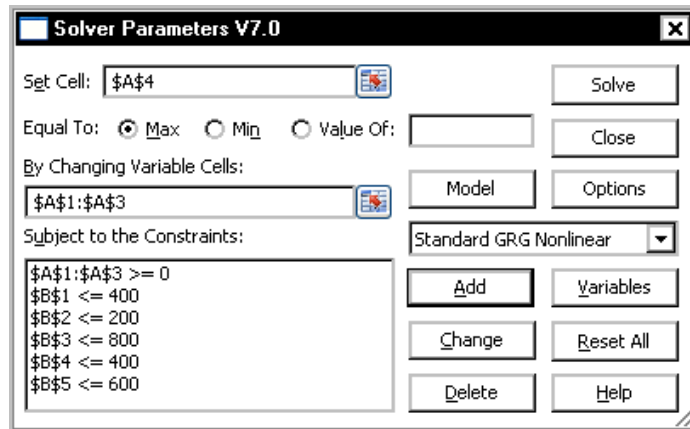 Solver Parameters V7.0
Set Cell: $A$4
Solve
Equal To: Max Min Value Of:
Close
By Changing Variable Cells:
$A$1:$A$3
Model
Options
Subject to the Constraints:
Standard GRG Nonlinear
$A$1:$A$3 >= 0
$B$1 <= 400
$B$2 <= 200
$B$3 <= 800
$B$4 <= 400
$B$5 <= 600
Add
Variables
Change
Reset All
Delete
Help